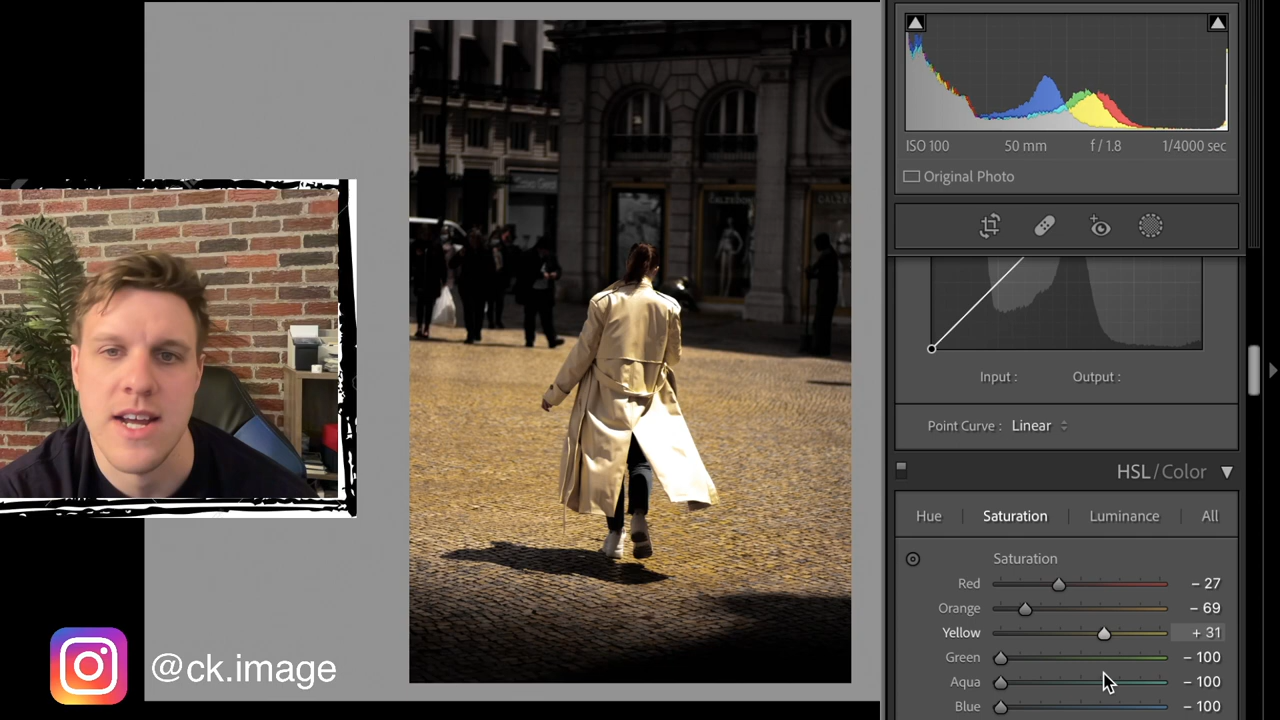 ISO 100 50 mm f / 1.8 1/4000 sec
Original Photo
Input : Output :
Point Curve : Linear
HSL / Color
Hue Saturation Luminance All
Saturation
Red − 27
Orange − 69
Yellow + 31
Green − 100
Aqua − 100
Blue − 100
@ck.image